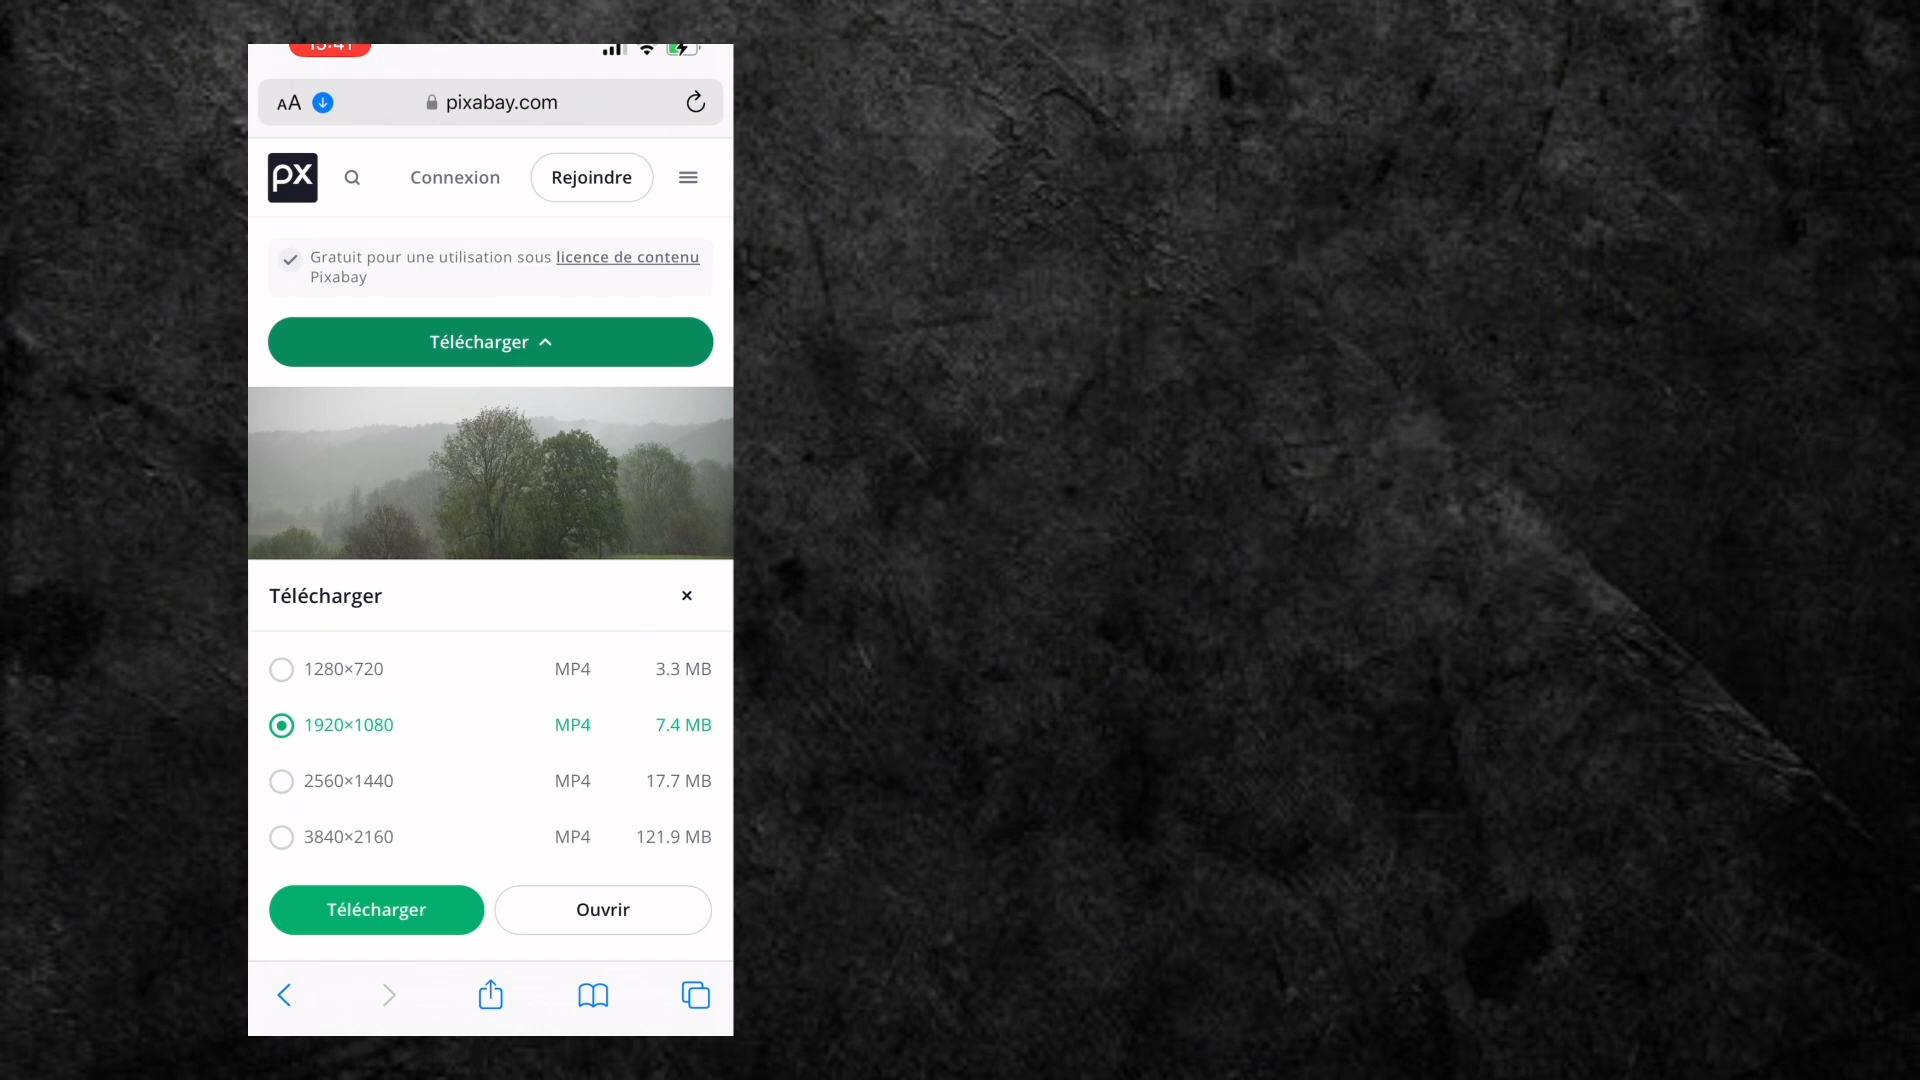 15:41
AA pixabay.com
px Connexion Rejoindre
Gratuit pour une utilisation sous licence de contenu
Pixabay
Télécharger
Télécharger ×
1280×720 MP4 3.3 MB
1920×1080 MP4 7.4 MB
2560×1440 MP4 17.7 MB
3840×2160 MP4 121.9 MB
Télécharger Ouvrir